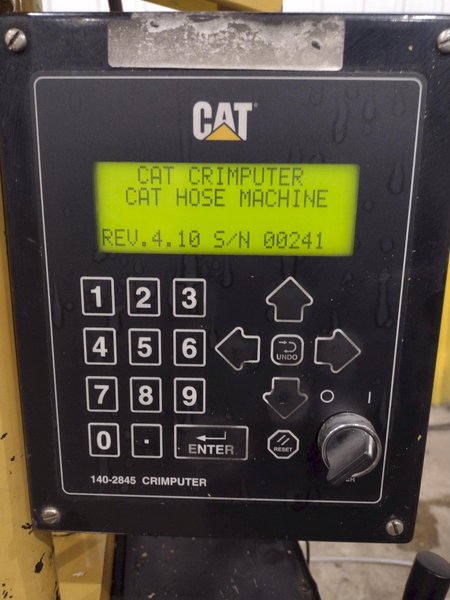 CAT
CAT CRIMPUTER
CAT HOSE MACHINE
REV.4.10 S/N 00241
1 2 3
4 5 6 UNDO
7 8 9 O I
0 . ENTER RESET
140-2845 CRIMPUTER